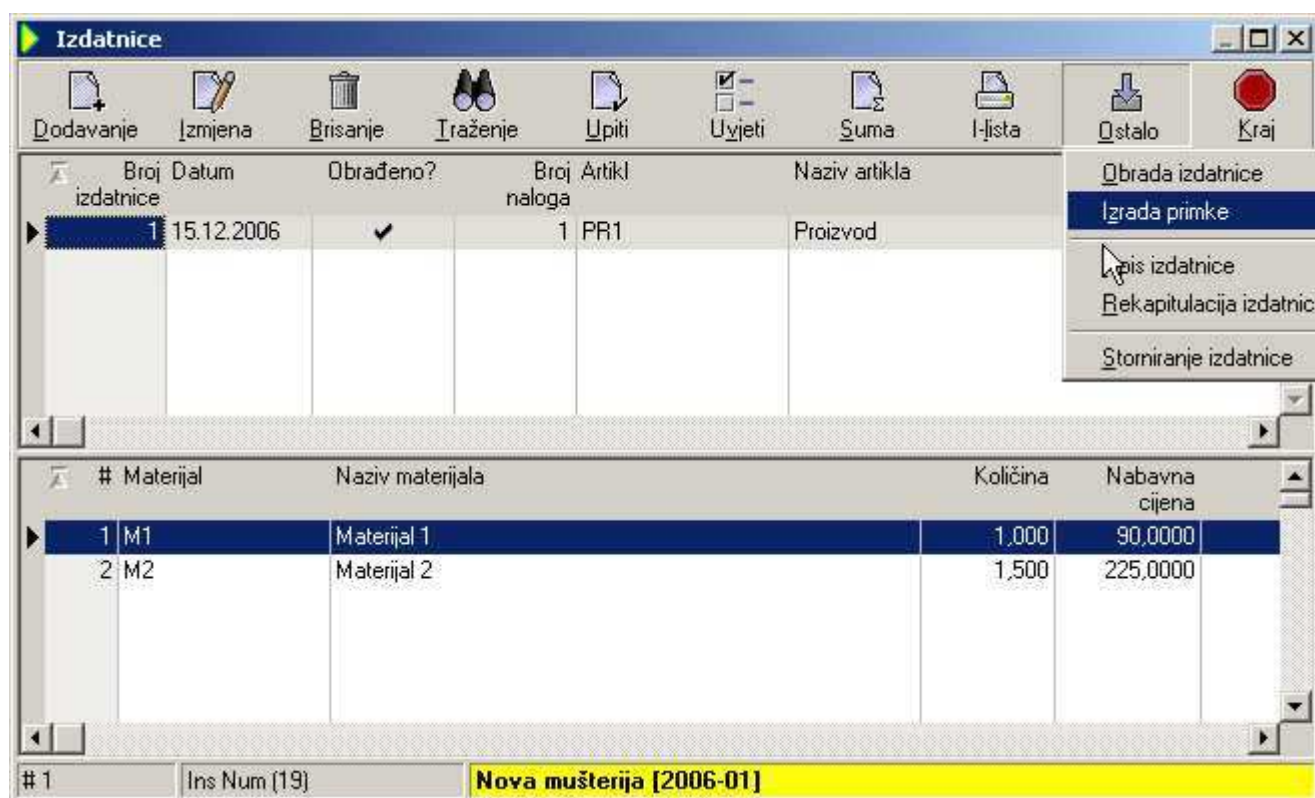 Izdatnice
Dodavanje Izmjena Brisanje Traženje Upiti Uvjeti Suma I-lista Ostalo Kraj
Broj izdatnice Datum Obrađeno? Broj naloga Artikl Naziv artikla
1 15.12.2006 1 PR1 Proizvod
Obrada izdatnice
Izrada primke
izdatnice
Rekapitulacija izdatnic
Storniranje izdatnice
# Materijal Naziv materijala Količina Nabavna cijena
1 M1 Materijal 1 1,000 90,0000
2 M2 Materijal 2 1,500 225,0000
# 1 Ins Num (19) Nova mušterija [2006-01]